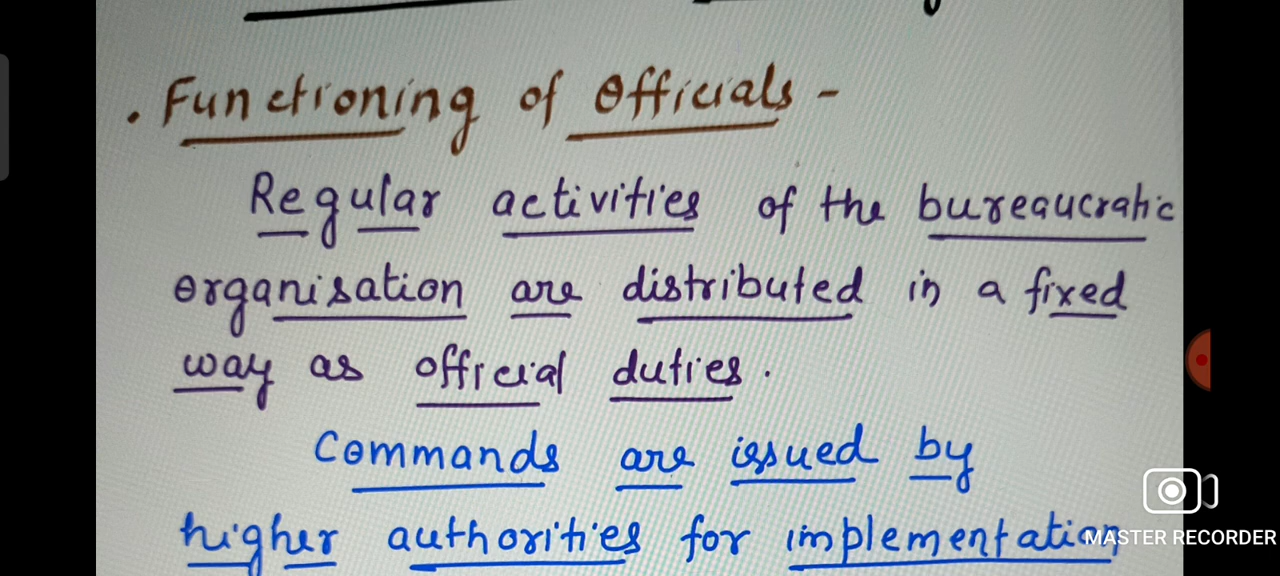 . Functioning of Officials -
Regular activities of the bureaucratic
organisation are distributed in a fixed
way as official duties.
Commands are issued by
higher authorities for implementation
MASTER RECORDER